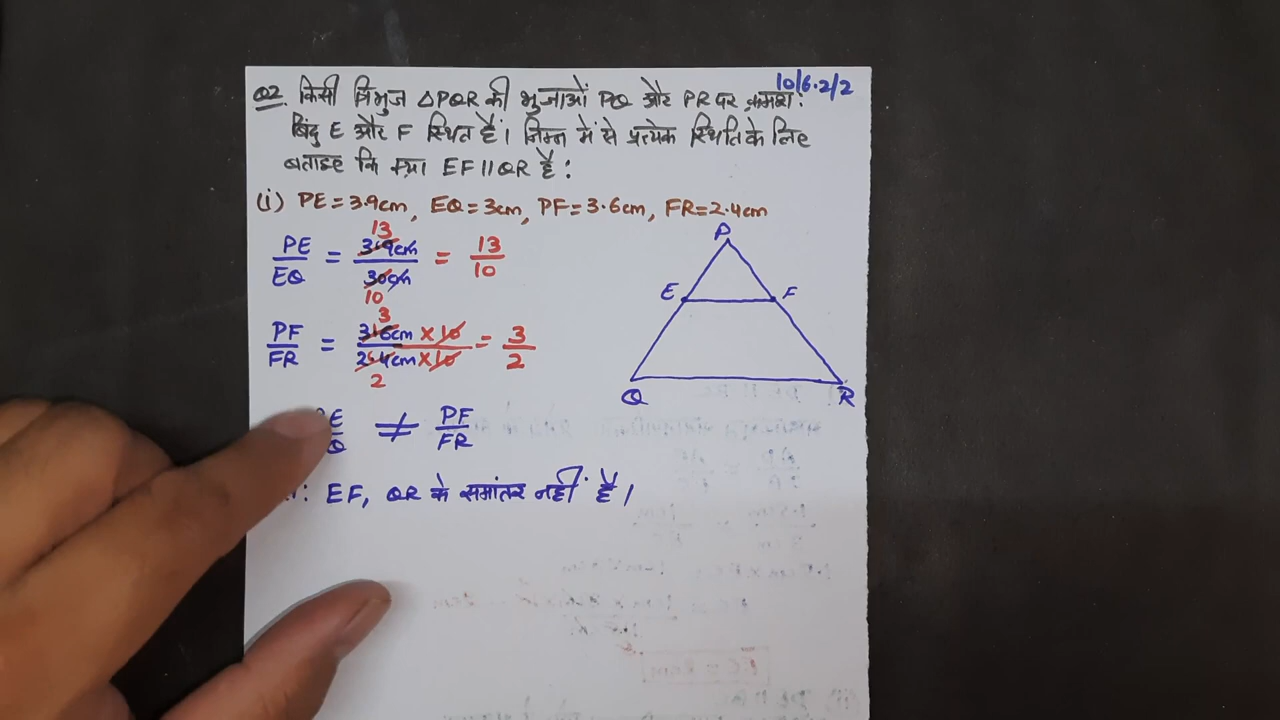 10/6.2/2
Q2. किसी त्रिभुज △PQR की भुजाओं PQ और PR पर क्रमश:
बिंदु E और F स्थित हैं। निम्न में से प्रत्येक स्थिति के लिए
बताइए कि क्या EF||QR है:
(i) PE=3.9cm, EQ=3cm, PF=3.6cm, FR=2.4cm
PE/EQ = 3.9cm/30cm = 13/10
13
10
PF/FR = 3.6cm×10/2.4cm×10 = 3/2
3
2
≠ PF/FR
EF, QR के समांतर नहीं है।
P
E F
Q R